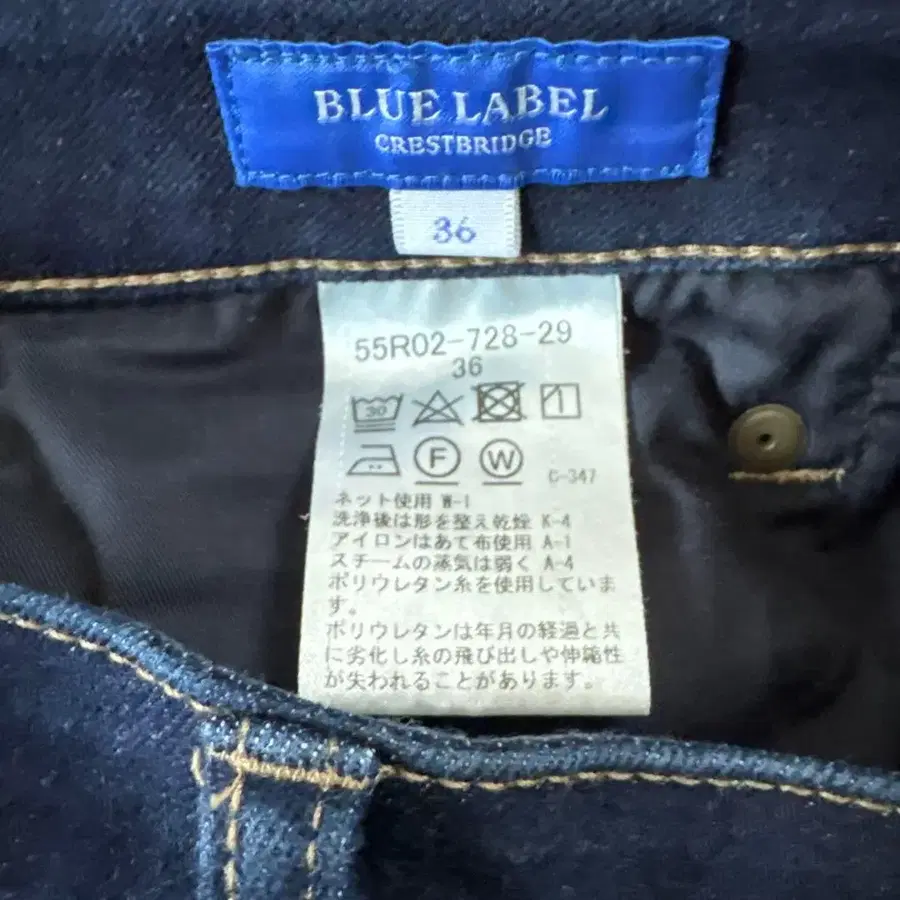 BLUE LABEL
CRESTBRIDGE
36
55R02-728-29
36
30
F W
C-347
ネット使用 W-1
洗浄後は形を整え乾燥 K-4
アイロンはあて布使用 A-1
スチームの蒸気は弱く A-4
ポリウレタン糸を使用していま
す。
ポリウレタンは年月の経過と共
に劣化し糸の飛び出しや伸縮性
が失われることがあります。